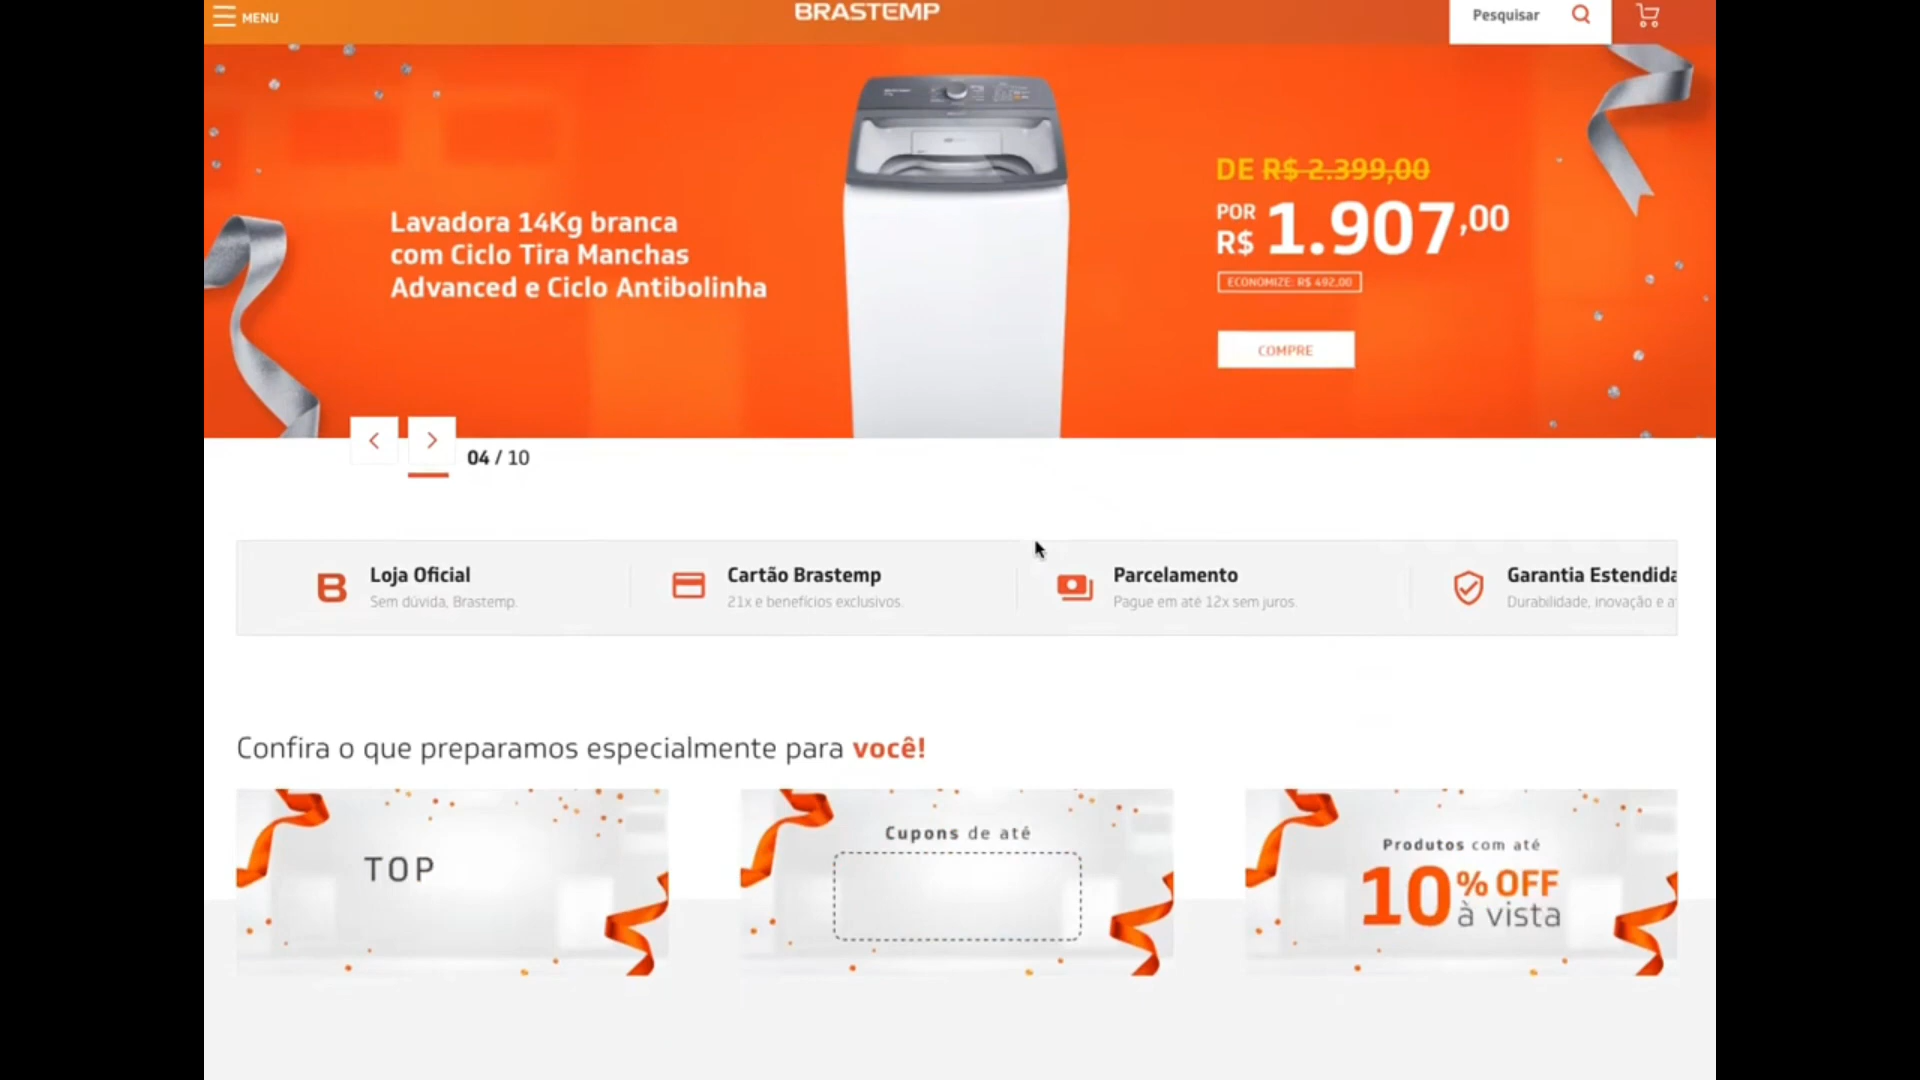 MENU
BRASTEMP
Pesquisar
Lavadora 14Kg branca
com Ciclo Tira Manchas
Advanced e Ciclo Antibolinha
DE R$ 2.399,00
POR
R$ 1.907,00
ECONOMIZE: R$ 492,00
COMPRE
04 / 10
Loja Oficial
Sem dúvida, Brastemp.
Cartão Brastemp
21x e benefícios exclusivos.
Parcelamento
Pague em até 12x sem juros.
Garantia Estendida
Durabilidade, inovação e a
Confira o que preparamos especialmente para você!
TOP
Cupons de até
Produtos com até
10% OFF
à vista